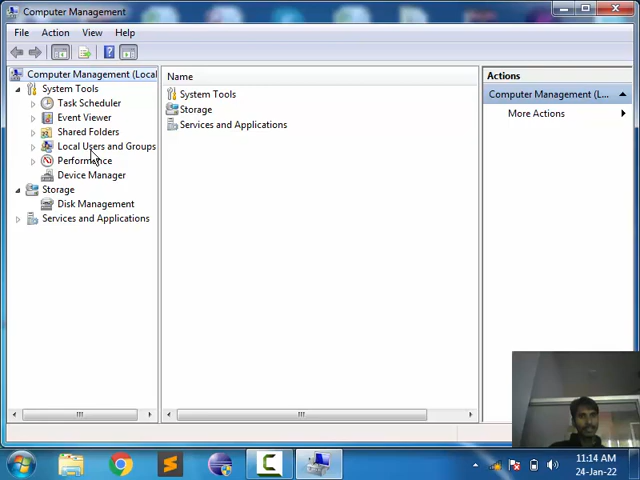 Computer Management
File Action View Help
Computer Management (Local
System Tools
Task Scheduler
Event Viewer
Shared Folders
Local Users and Groups
Performance
Device Manager
Storage
Disk Management
Services and Applications
Name
System Tools
Storage
Services and Applications
Actions
Computer Management (L...
More Actions
11:14 AM
24-Jan-22